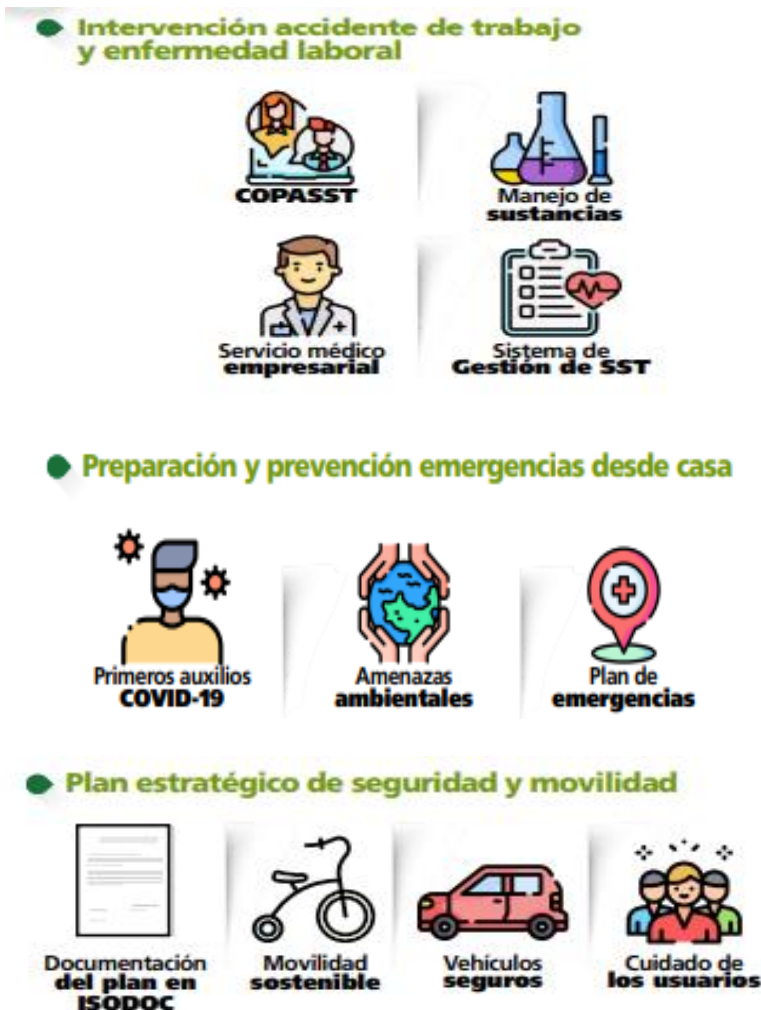 Intervención accidente de trabajo
y enfermedad laboral
COPASST
Manejo de
sustancias
Servicio médico
empresarial
Sistema de
Gestión de SST
Preparación y prevención emergencias desde casa
Primeros auxilios
COVID-19
Amenazas
ambientales
Plan de
emergencias
Plan estratégico de seguridad y movilidad
Documentación
del plan en
ISODOC
Movilidad
sostenible
Vehículos
seguros
Cuidado de
los usuarios